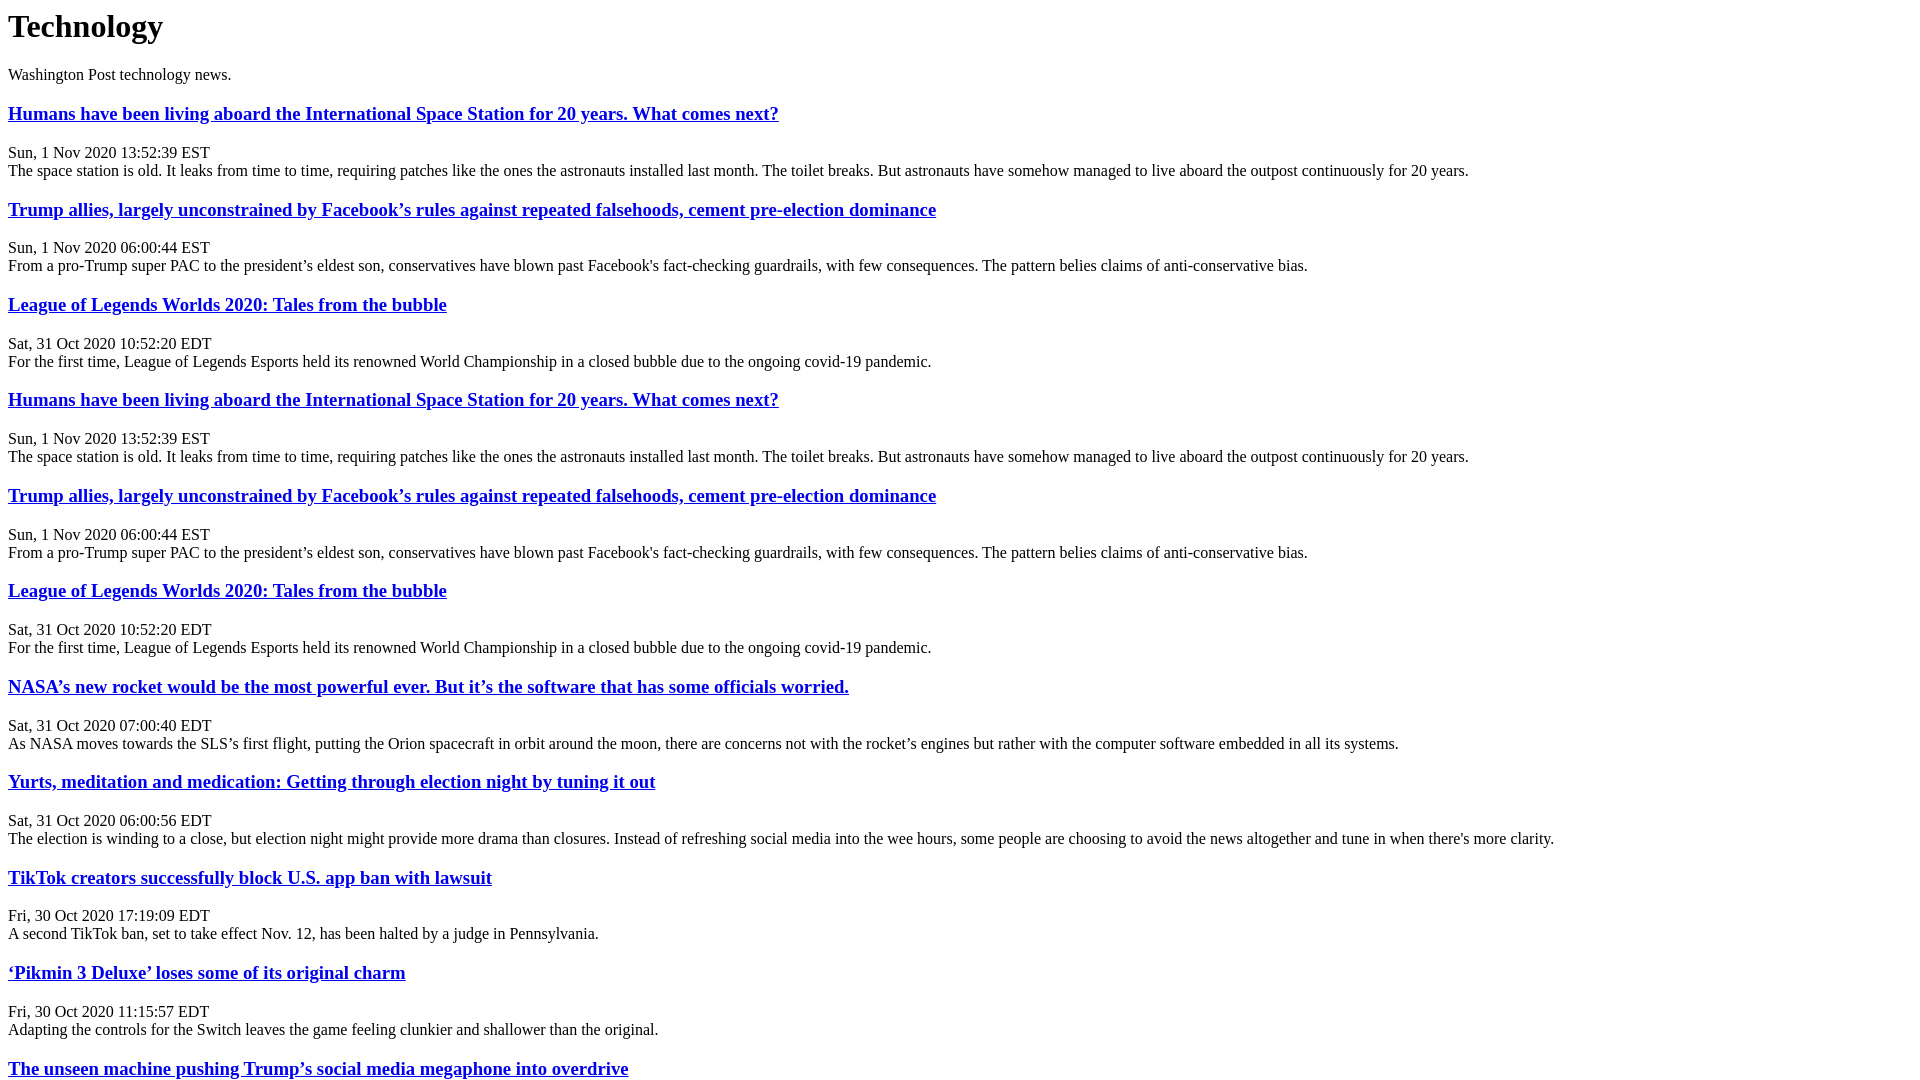 Technology
Washington Post technology news.
Humans have been living aboard the International Space Station for 20 years. What comes next?
Sun, 1 Nov 2020 13:52:39 EST
The space station is old. It leaks from time to time, requiring patches like the ones the astronauts installed last month. The toilet breaks. But astronauts have somehow managed to live aboard the outpost continuously for 20 years.
Trump allies, largely unconstrained by Facebook’s rules against repeated falsehoods, cement pre-election dominance
Sun, 1 Nov 2020 06:00:44 EST
From a pro-Trump super PAC to the president’s eldest son, conservatives have blown past Facebook's fact-checking guardrails, with few consequences. The pattern belies claims of anti-conservative bias.
League of Legends Worlds 2020: Tales from the bubble
Sat, 31 Oct 2020 10:52:20 EDT
For the first time, League of Legends Esports held its renowned World Championship in a closed bubble due to the ongoing covid-19 pandemic.
Humans have been living aboard the International Space Station for 20 years. What comes next?
Sun, 1 Nov 2020 13:52:39 EST
The space station is old. It leaks from time to time, requiring patches like the ones the astronauts installed last month. The toilet breaks. But astronauts have somehow managed to live aboard the outpost continuously for 20 years.
Trump allies, largely unconstrained by Facebook’s rules against repeated falsehoods, cement pre-election dominance
Sun, 1 Nov 2020 06:00:44 EST
From a pro-Trump super PAC to the president’s eldest son, conservatives have blown past Facebook's fact-checking guardrails, with few consequences. The pattern belies claims of anti-conservative bias.
League of Legends Worlds 2020: Tales from the bubble
Sat, 31 Oct 2020 10:52:20 EDT
For the first time, League of Legends Esports held its renowned World Championship in a closed bubble due to the ongoing covid-19 pandemic.
NASA’s new rocket would be the most powerful ever. But it’s the software that has some officials worried.
Sat, 31 Oct 2020 07:00:40 EDT
As NASA moves towards the SLS’s first flight, putting the Orion spacecraft in orbit around the moon, there are concerns not with the rocket’s engines but rather with the computer software embedded in all its systems.
Yurts, meditation and medication: Getting through election night by tuning it out
Sat, 31 Oct 2020 06:00:56 EDT
The election is winding to a close, but election night might provide more drama than closures. Instead of refreshing social media into the wee hours, some people are choosing to avoid the news altogether and tune in when there's more clarity.
TikTok creators successfully block U.S. app ban with lawsuit
Fri, 30 Oct 2020 17:19:09 EDT
A second TikTok ban, set to take effect Nov. 12, has been halted by a judge in Pennsylvania.
‘Pikmin 3 Deluxe’ loses some of its original charm
Fri, 30 Oct 2020 11:15:57 EDT
Adapting the controls for the Switch leaves the game feeling clunkier and shallower than the original.
The unseen machine pushing Trump’s social media megaphone into overdrive